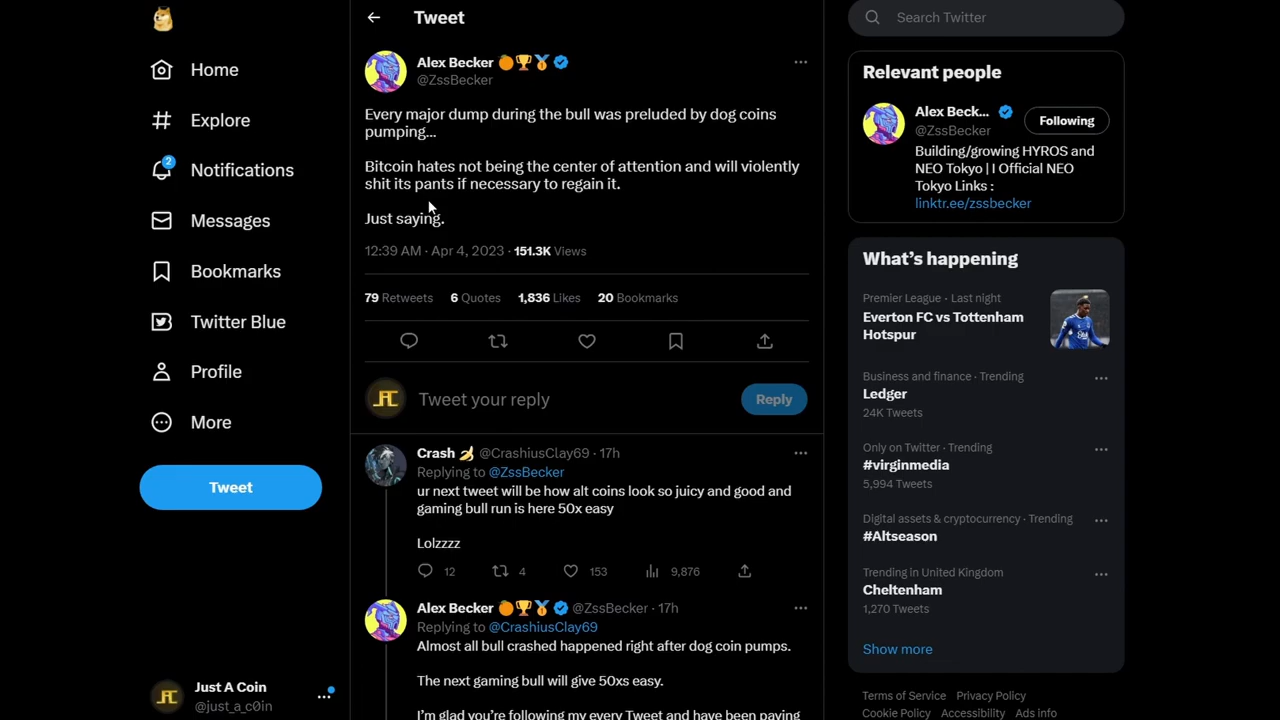 Home
Explore
2
Notifications
Messages
Bookmarks
Twitter Blue
Profile
More
Tweet
JAC
Just A Coin
@just_a_c0in
Tweet
Alex Becker
@ZssBecker
Every major dump during the bull was preluded by dog coins
pumping...
Bitcoin hates not being the center of attention and will violently
shit its pants if necessary to regain it.
Just saying.
12:39 AM · Apr 4, 2023 · 151.3K Views
79 Retweets 6 Quotes 1,836 Likes 20 Bookmarks
JAC
Tweet your reply
Reply
Crash @CrashiusClay69 · 17h
Replying to @ZssBecker
ur next tweet will be how alt coins look so juicy and good and
gaming bull run is here 50x easy
Lolzzzz
12 4 153 9,876
Alex Becker @ZssBecker · 17h
Replying to @CrashiusClay69
Almost all bull crashed happened right after dog coin pumps.
The next gaming bull will give 50xs easy.
I'm glad you're following my every Tweet and have been paying
Search Twitter
Relevant people
Alex Beck...
@ZssBecker
Following
Building/growing HYROS and
NEO Tokyo | I Official NEO
Tokyo Links :
linktr.ee/zssbecker
What's happening
Premier League · Last night
Everton FC vs Tottenham
Hotspur
Business and finance · Trending
Ledger
24K Tweets
Only on Twitter · Trending
#virginmedia
5,994 Tweets
Digital assets & cryptocurrency · Trending
#Altseason
Trending in United Kingdom
Cheltenham
1,270 Tweets
Show more
Terms of Service Privacy Policy
Cookie Policy Accessibility Ads info